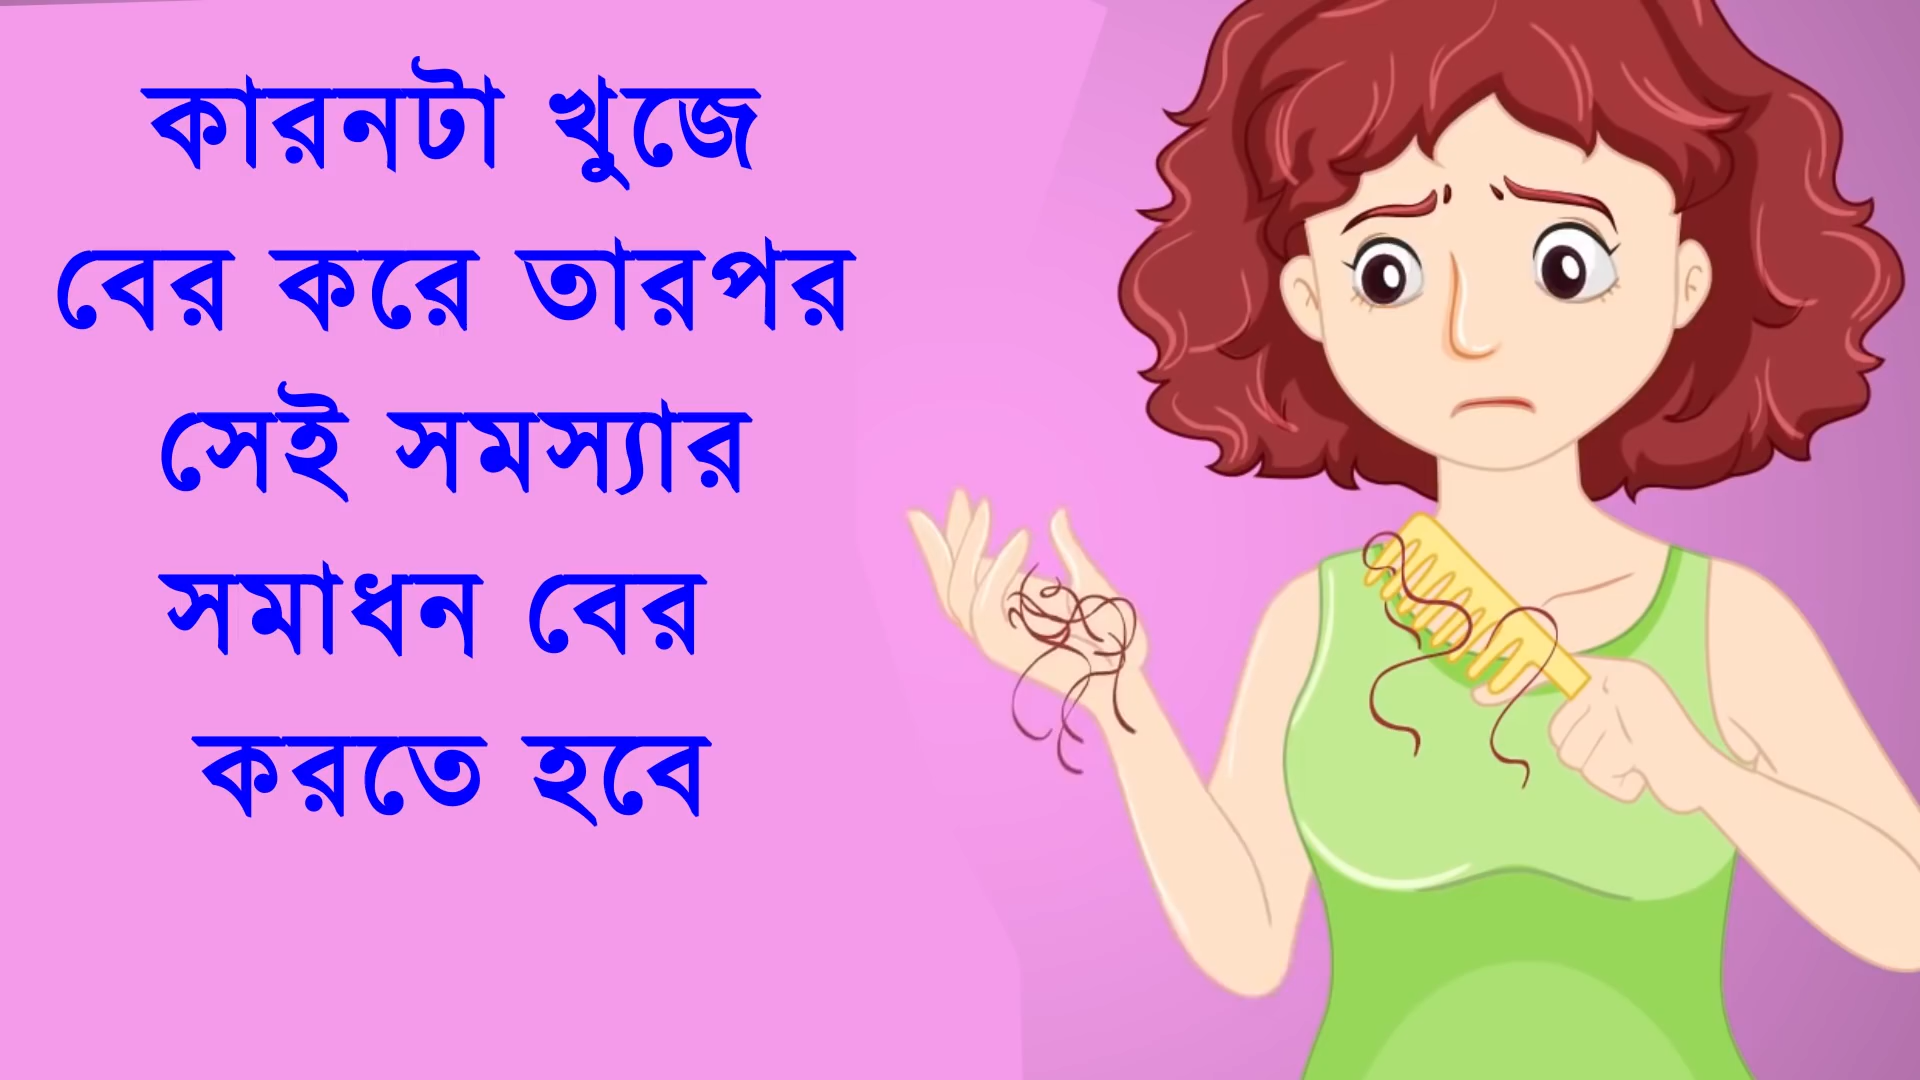 কারনটা খুজে
বের করে তারপর
সেই সমস্যার
সমাধন বের
করতে হবে